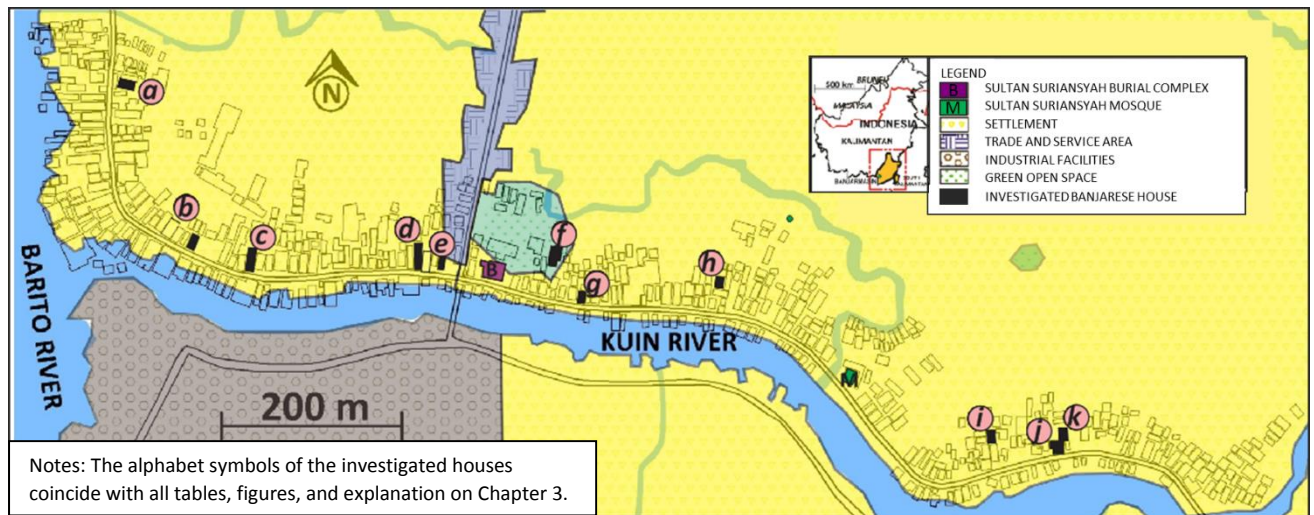 a
b
c
d
e
f
g
h
i
j
k
N
B
M
BARITO RIVER
KUIN RIVER
200 m
500 km
BRUNEI
MALAYSIA
INDONESIA
KALIMANTAN
LEGEND
B SULTAN SURIANSYAH BURIAL COMPLEX
M SULTAN SURIANSYAH MOSQUE
SETTLEMENT
TRADE AND SERVICE AREA
INDUSTRIAL FACILITIES
GREEN OPEN SPACE
INVESTIGATED BANJARESE HOUSE
Notes: The alphabet symbols of the investigated houses
coincide with all tables, figures, and explanation on Chapter 3.